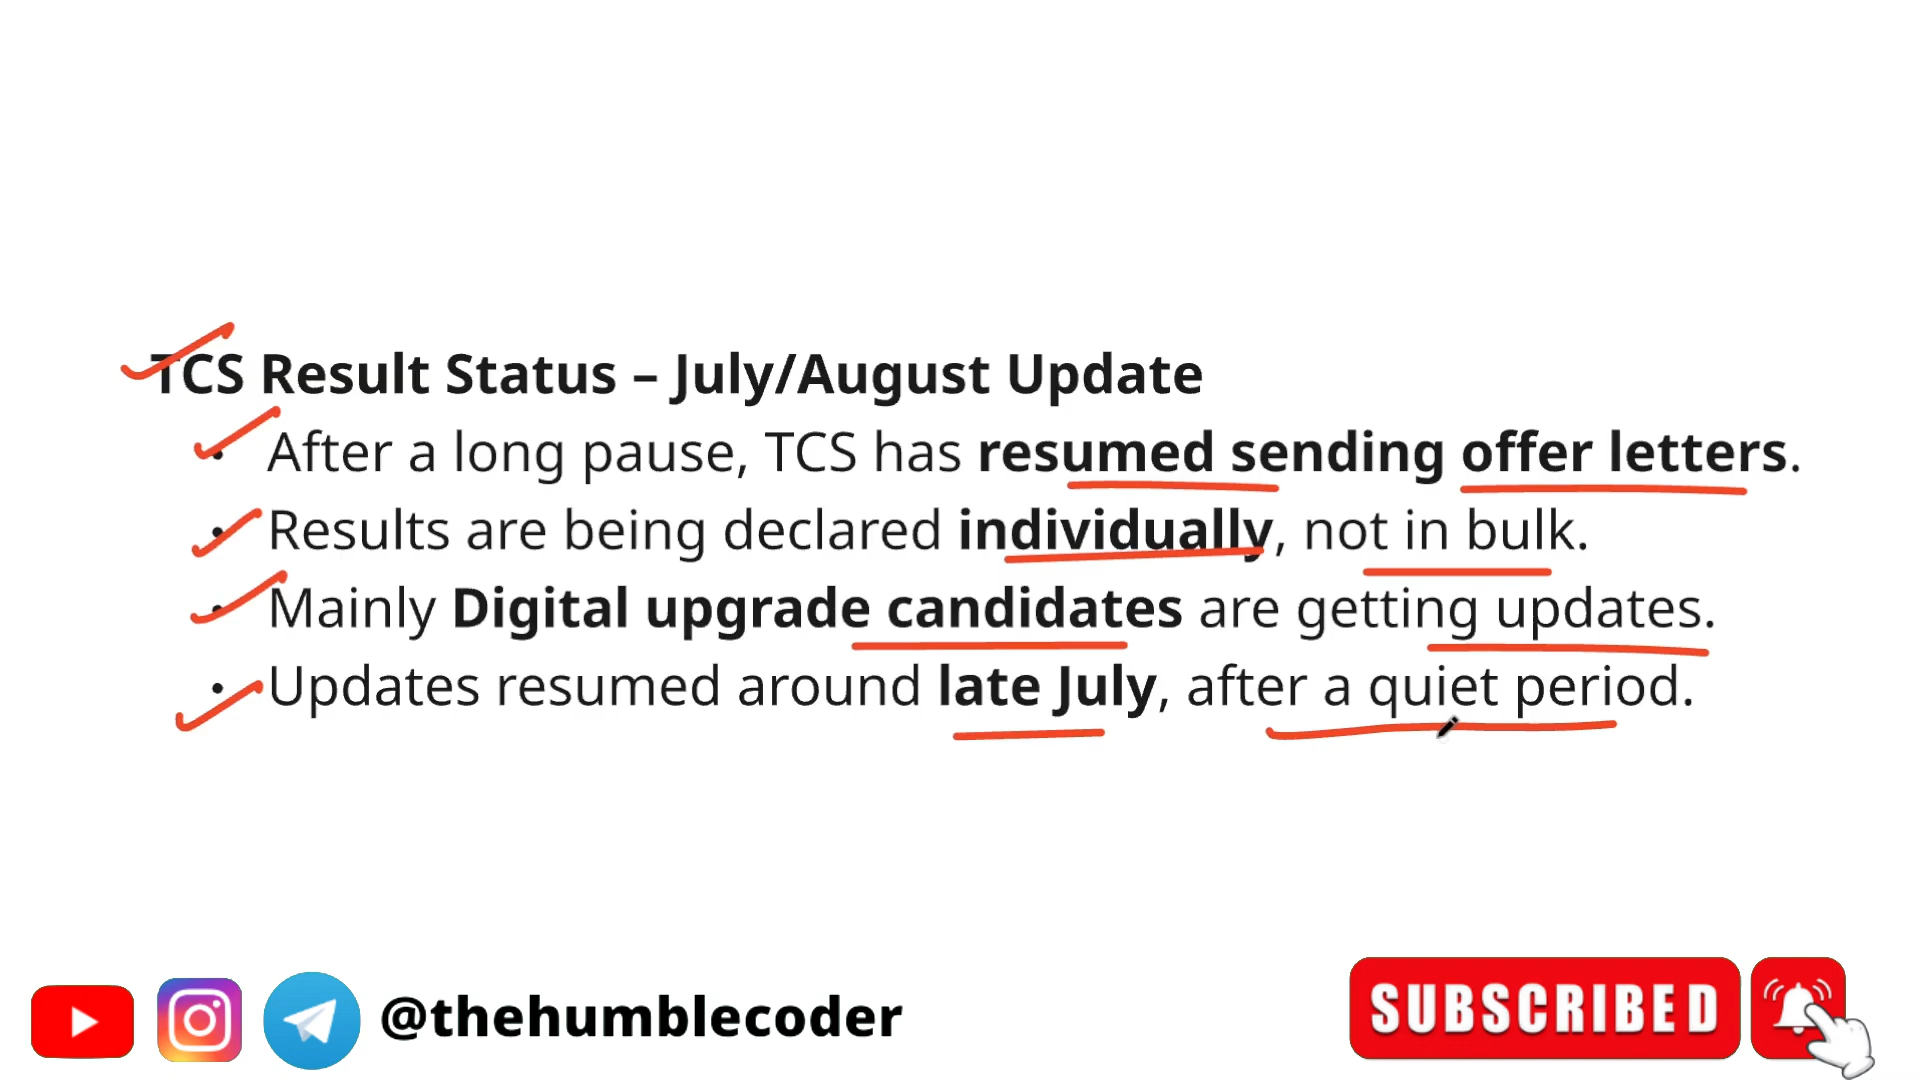 TCS Result Status – July/August Update
• After a long pause, TCS has resumed sending offer letters.
• Results are being declared individually, not in bulk.
• Mainly Digital upgrade candidates are getting updates.
• Updates resumed around late July, after a quiet period.
@thehumblecoder
SUBSCRIBED